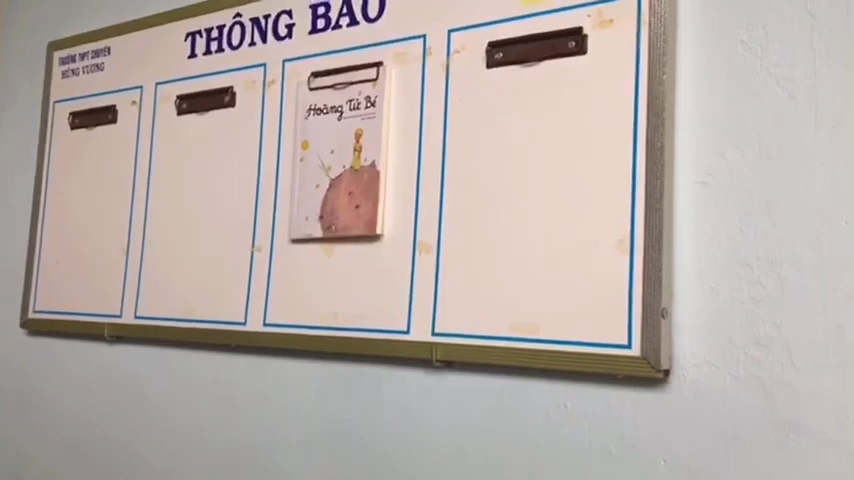 TRƯỜNG THPT CHUYÊN
HÙNG VƯƠNG
THÔNG BÁO
Hoàng Tử Bé